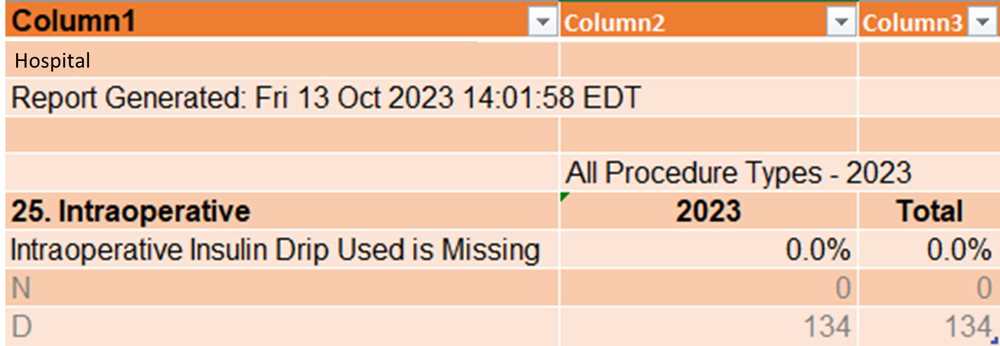 Column1 Column2 Column3
Hospital
Report Generated: Fri 13 Oct 2023 14:01:58 EDT
All Procedure Types - 2023
25. Intraoperative 2023 Total
Intraoperative Insulin Drip Used is Missing 0.0% 0.0%
N 0 0
D 134 134